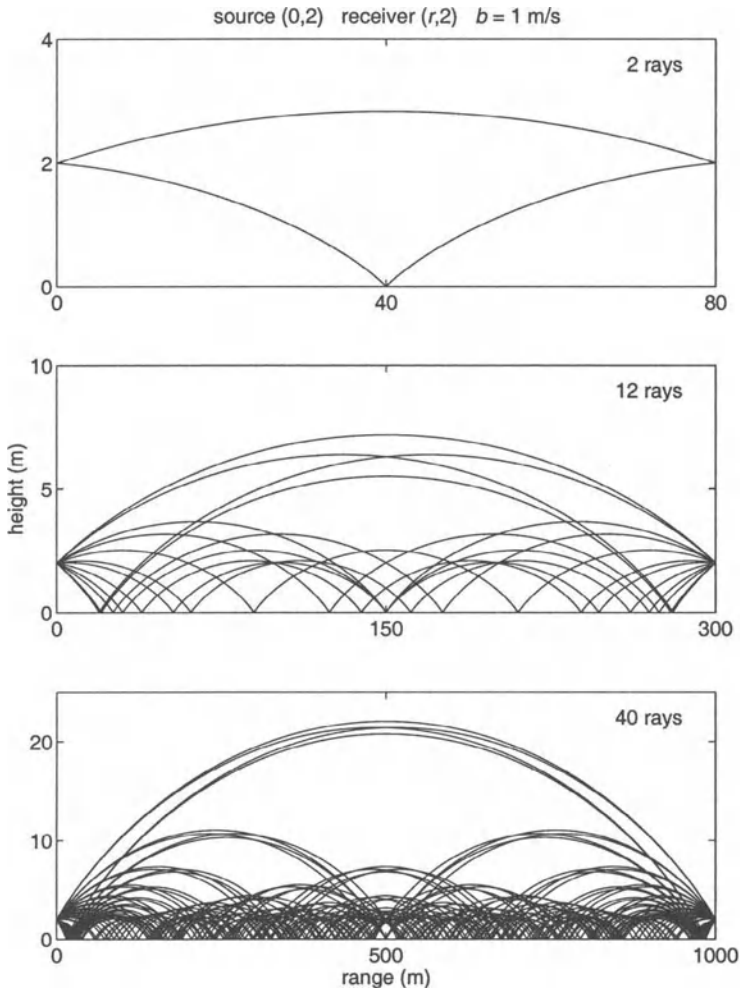 source (0,2) receiver (r,2) b = 1 m/s
4
2 rays
2
0
0 40 80
10
12 rays
5
height (m)
0
0 150 300
40 rays
20
10
0
0 500 1000
range (m)